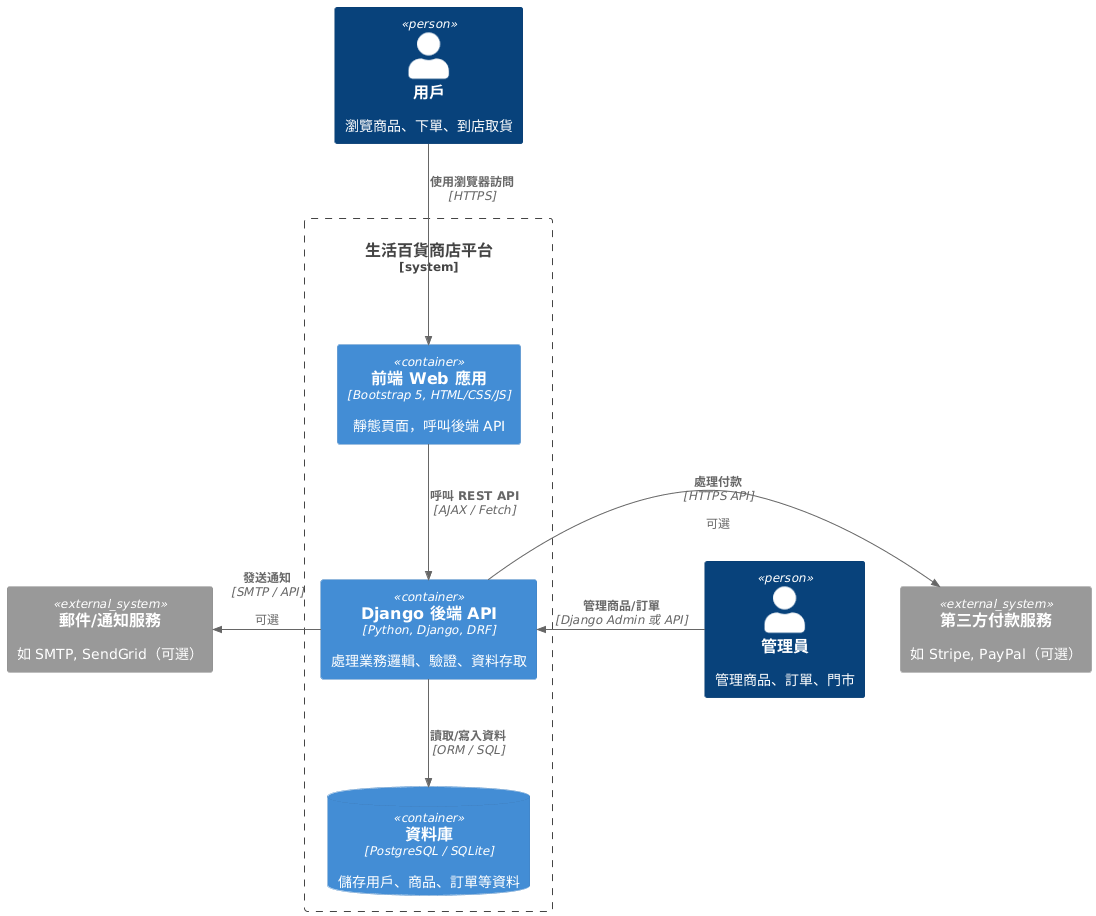 «person»
用戶
瀏覽商品、下單、到店取貨
使用瀏覽器訪問
[HTTPS]
生活百貨商店平台
[system]
«container»
前端 Web 應用
[Bootstrap 5, HTML/CSS/JS]
靜態頁面，呼叫後端 API
呼叫 REST API
[AJAX / Fetch]
處理付款
[HTTPS API]
可選
發送通知
[SMTP / API]
可選
«external_system»
郵件/通知服務
如 SMTP, SendGrid（可選）
«container»
Django 後端 API
[Python, Django, DRF]
處理業務邏輯、驗證、資料存取
管理商品/訂單
[Django Admin 或 API]
«person»
管理員
管理商品、訂單、門市
«external_system»
第三方付款服務
如 Stripe, PayPal（可選）
讀取/寫入資料
[ORM / SQL]
«container»
資料庫
[PostgreSQL / SQLite]
儲存用戶、商品、訂單等資料